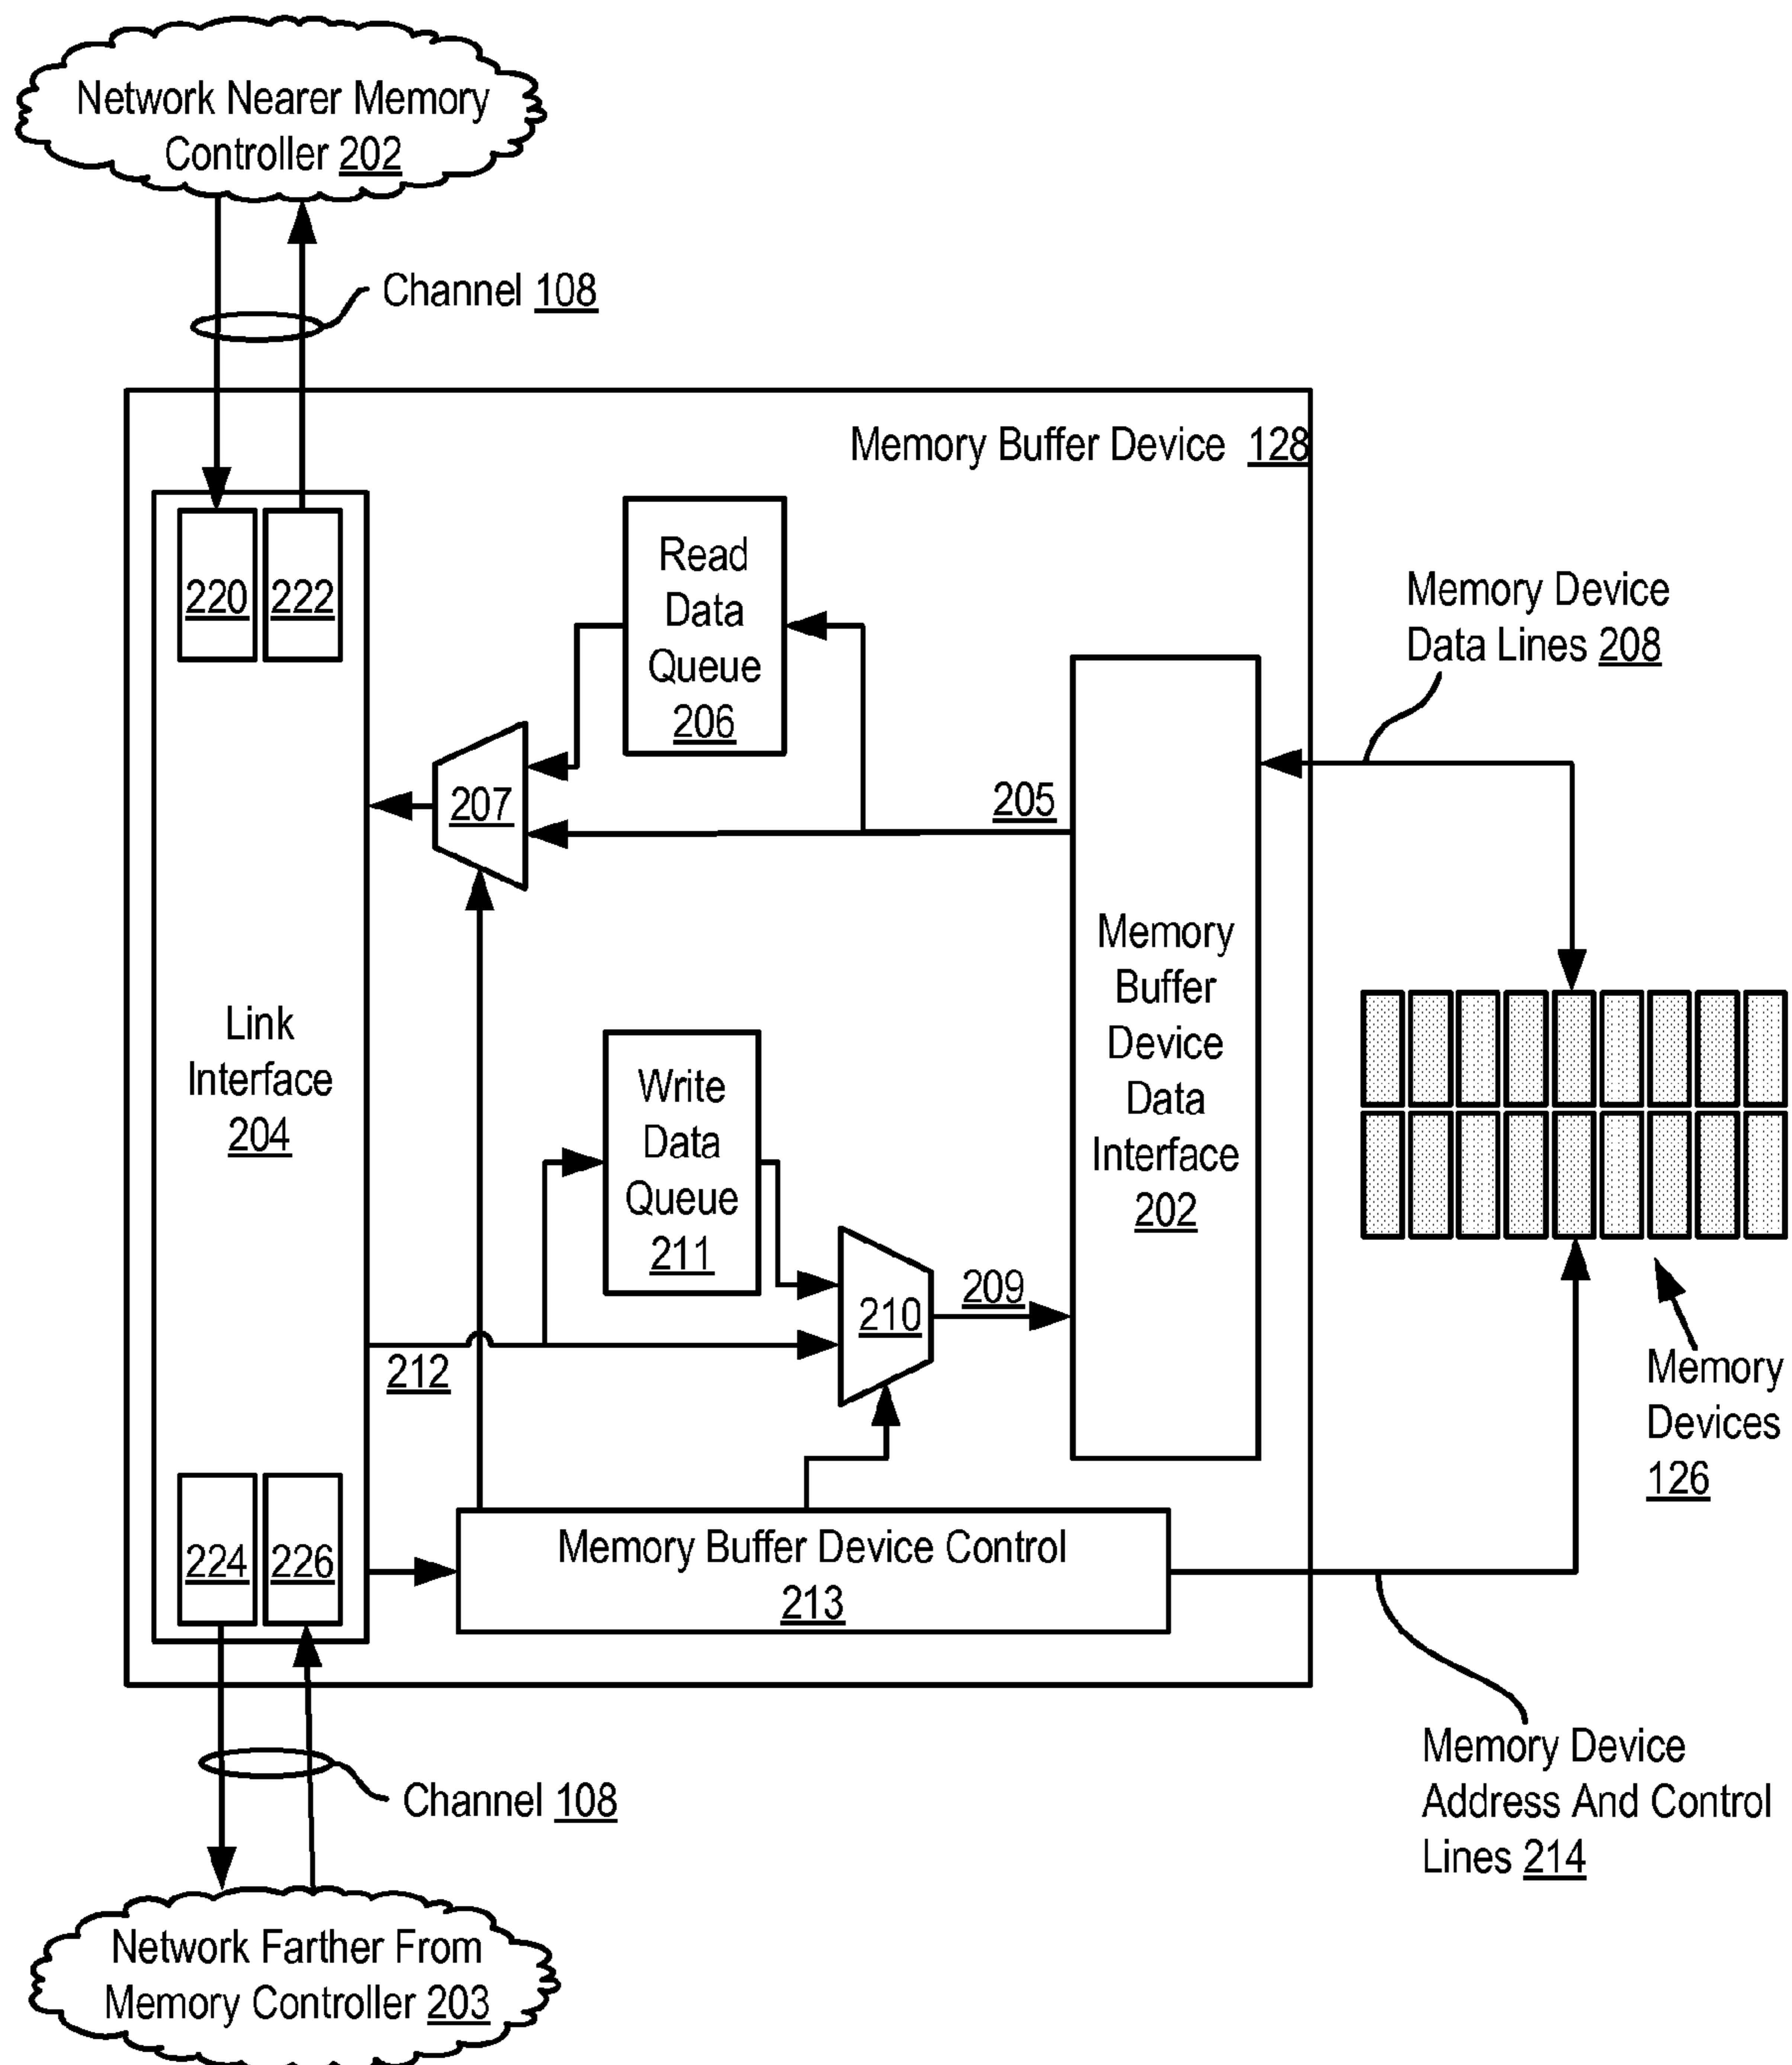 Network Nearer Memory
Controller 202
Channel 108
Memory Buffer Device 128
220
222
Read
Data
Queue
206
Memory Device
Data Lines 208
207
205
Memory
Buffer
Device
Data
Interface
202
Link
Interface
204
Write
Data
Queue
211
210
209
212
Memory
Devices
126
224
226
Memory Buffer Device Control
213
Memory Device
Address And Control
Lines 214
Channel 108
Network Farther From
Memory Controller 203